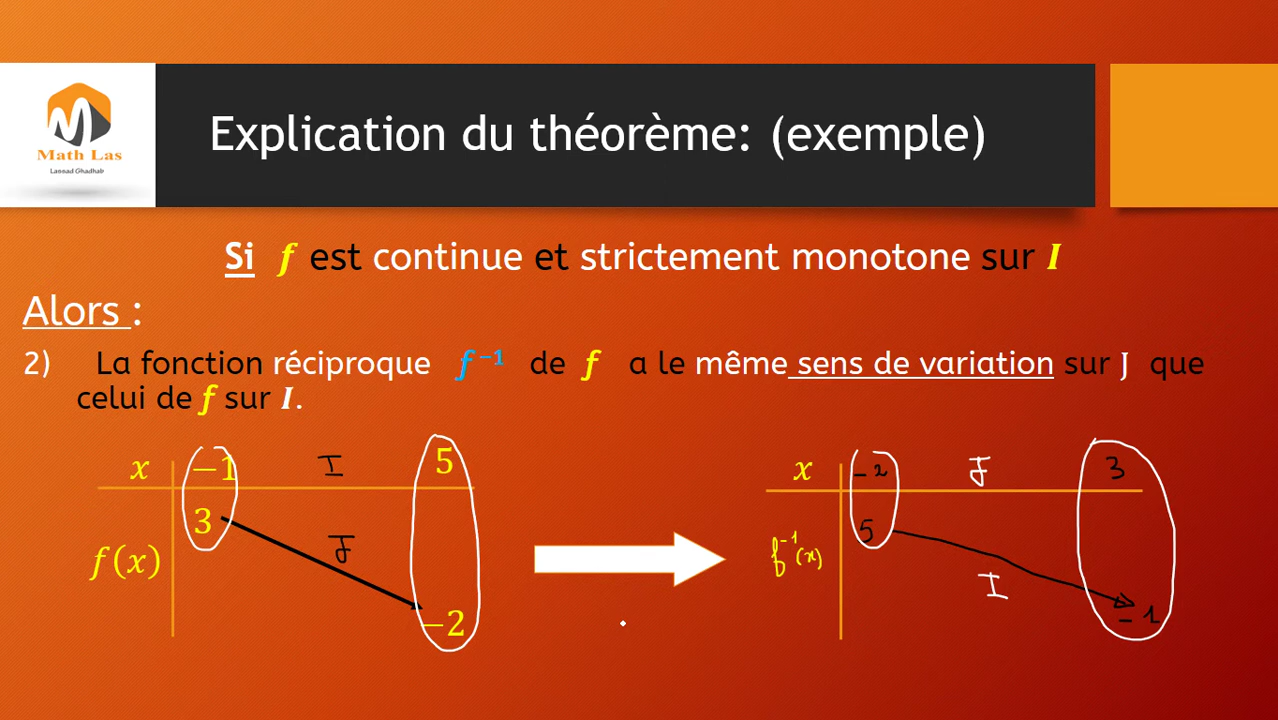 Math Las
Lassad Ghadhab
Explication du théorème: (exemple)
Si f est continue et strictement monotone sur I
Alors :
2) La fonction réciproque f⁻¹ de f a le même sens de variation sur J que
celui de f sur I.
x −1 I 5
f(x) 3 J −2
x -2 J 3
f⁻¹(x) 5 I -1